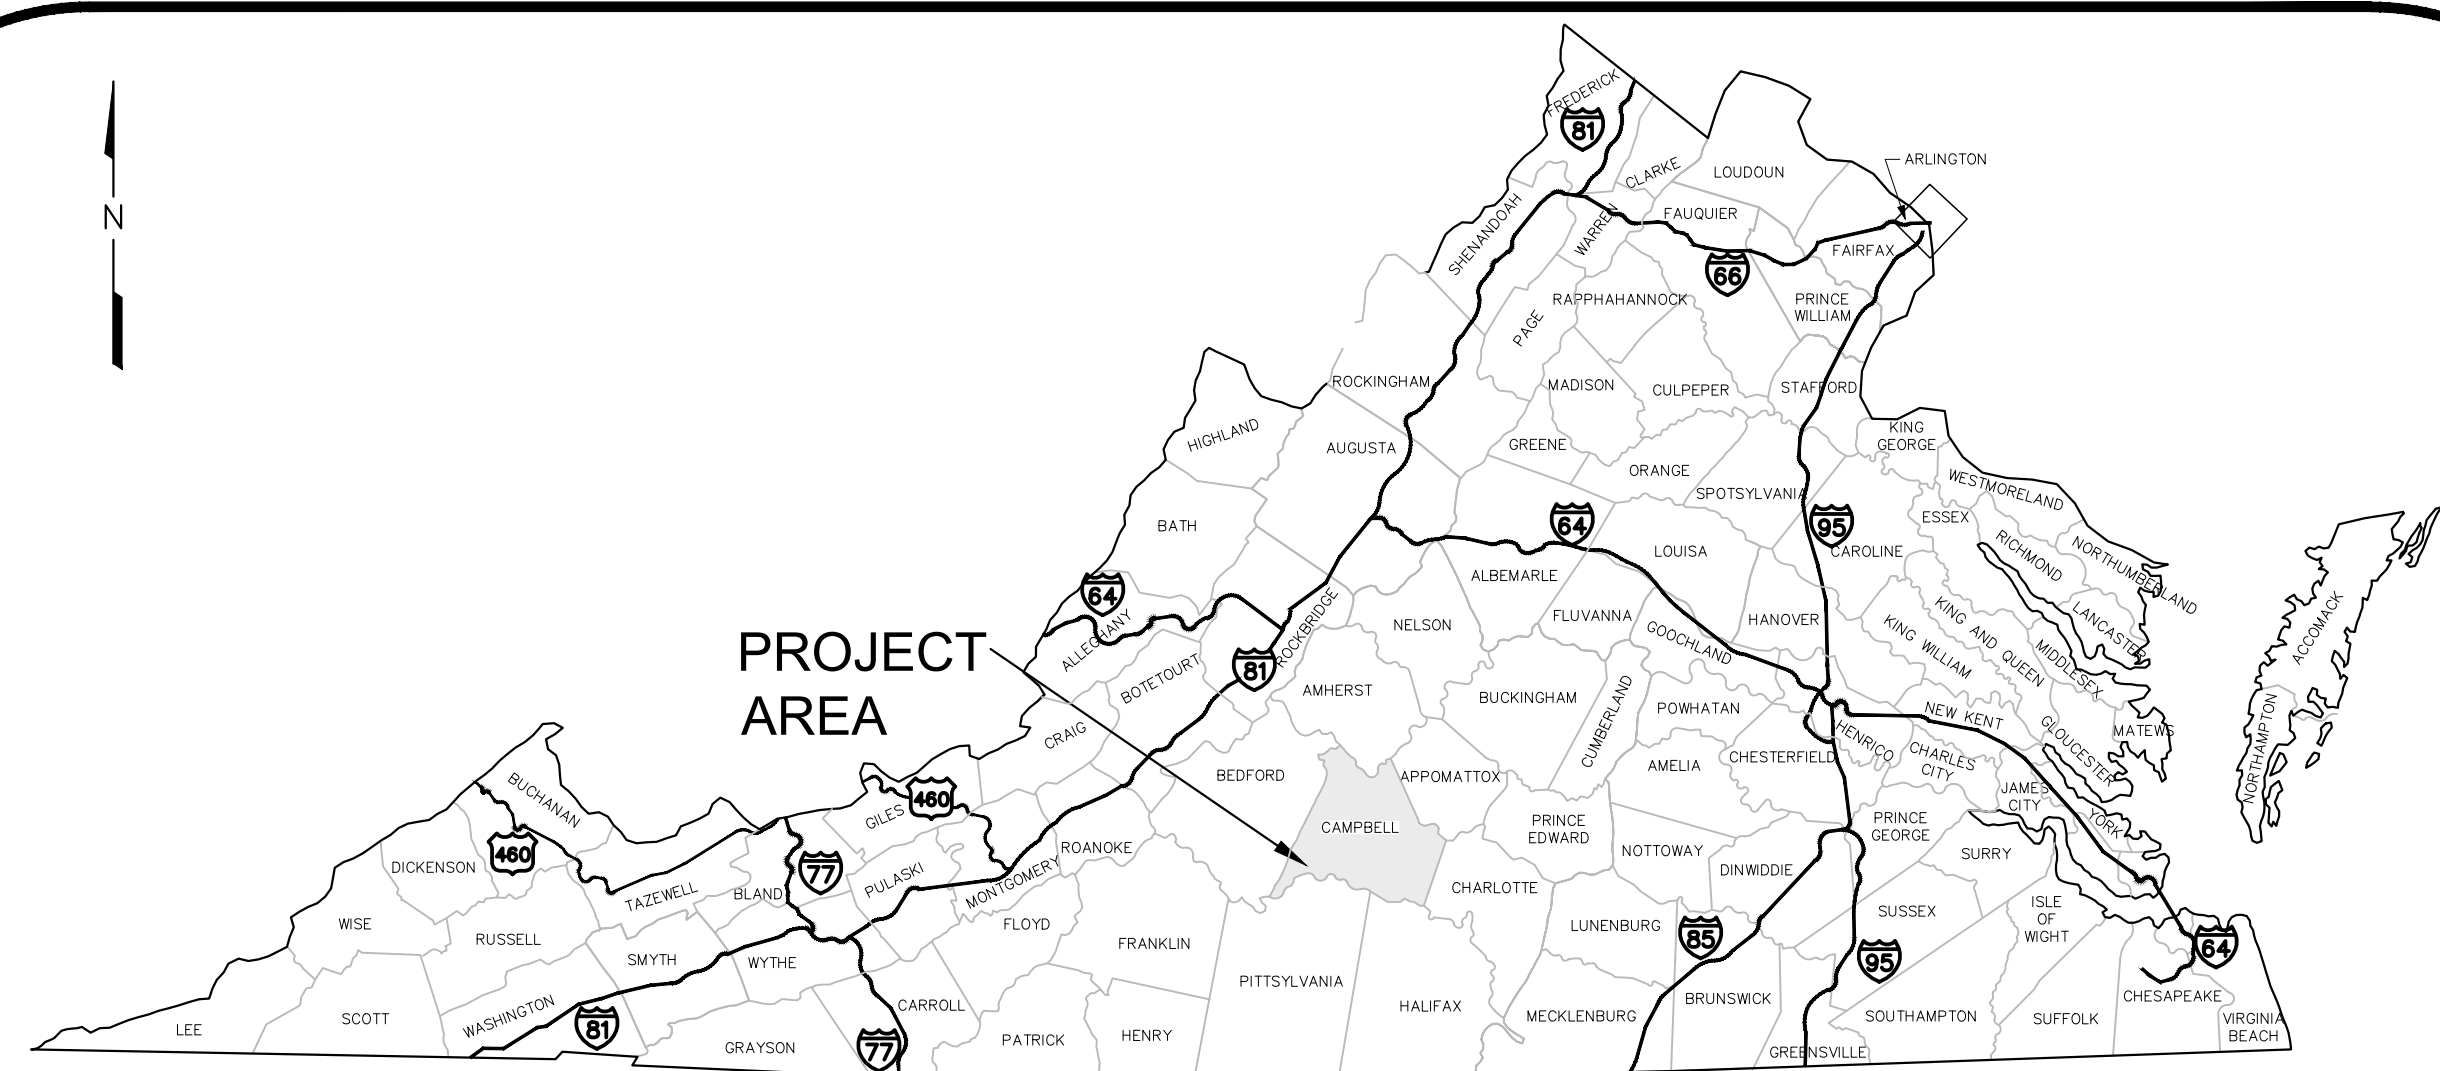 N
FREDERICK
81
CLARKE
LOUDOUN
ARLINGTON
SHENANDOAH
WARREN
FAUQUIER
FAIRFAX
66
PAGE
RAPPHAHANNOCK
PRINCE
WILLIAM
ROCKINGHAM
MADISON
CULPEPER
STAFFORD
HIGHLAND
AUGUSTA
GREENE
ORANGE
KING
GEORGE
SPOTSYLVANIA
WESTMORELAND
BATH
64
95
ESSEX
LOUISA
CAROLINE
RICHMOND
NORTHUMBERLAND
64
ALBEMARLE
ALLEGHANY
ROCKBRIDGE
NELSON
FLUVANNA
GOOCHLAND
HANOVER
KING WILLIAM
KING AND QUEEN
LANCASTER
MIDDLESEX
ACCOMACK
PROJECT
AREA
BOTETOURT
81
AMHERST
BUCKINGHAM
CUMBERLAND
POWHATAN
NEW KENT
CRAIG
HENRICO
GLOUCESTER
MATEWS
NORTHAMPTON
BEDFORD
APPOMATTOX
AMELIA
CHESTERFIELD
CHARLES
CITY
JAMES
CITY
BUCHANAN
GILES
460
CAMPBELL
PRINCE
EDWARD
PRINCE
GEORGE
YORK
460
DICKENSON
77
ROANOKE
NOTTOWAY
SURRY
TAZEWELL
BLAND
PULASKI
MONTGOMERY
CHARLOTTE
DINWIDDIE
WISE
RUSSELL
FLOYD
LUNENBURG
SUSSEX
ISLE
OF
WIGHT
SMYTH
WYTHE
FRANKLIN
85
95
64
PITTSYLVANIA
LEE
SCOTT
WASHINGTON
81
CARROLL
HALIFAX
MECKLENBURG
BRUNSWICK
SOUTHAMPTON
SUFFOLK
CHESAPEAKE
VIRGINIA
BEACH
GRAYSON
77
PATRICK
HENRY
GREENSVILLE